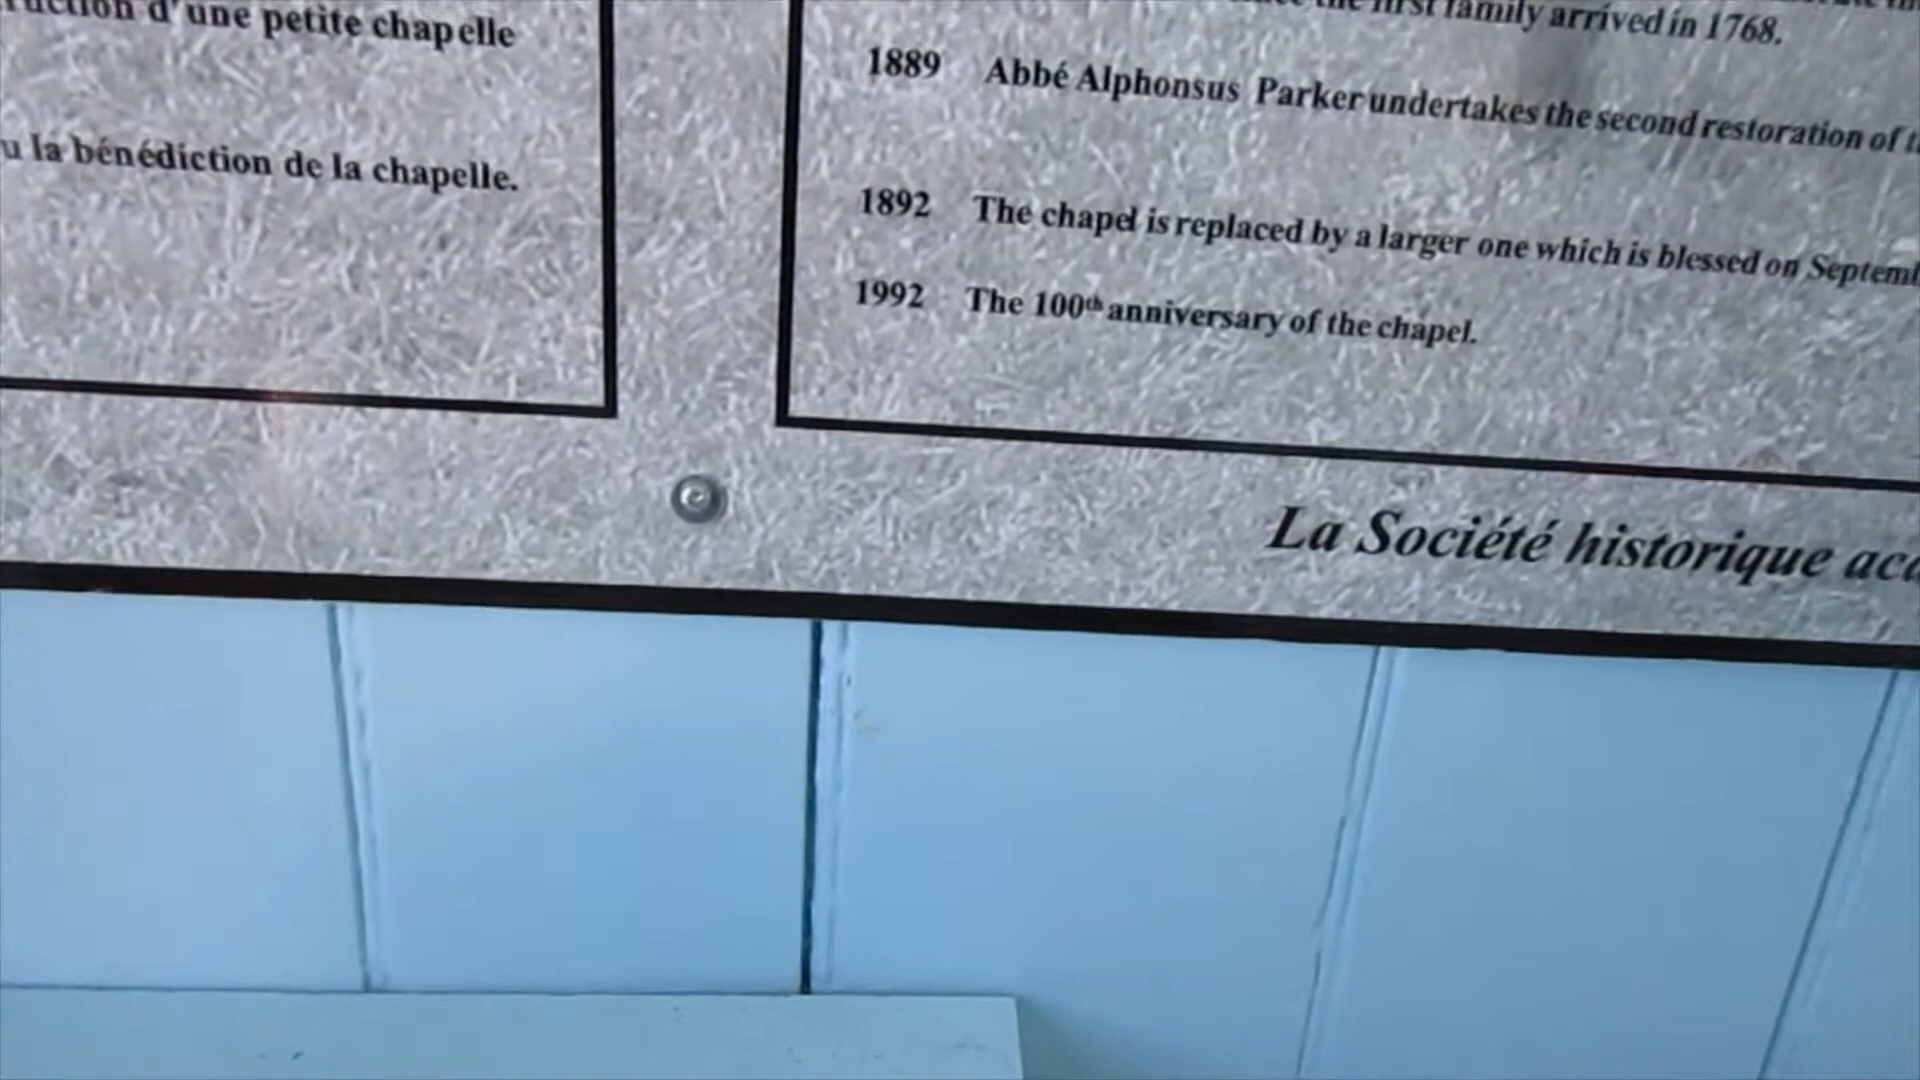 d'une petite chapelle
la bénédiction de la chapelle.
first family arrived in 1768.
1889 Abbé Alphonsus Parker undertakes the second restoration of
1892 The chapel is replaced by a larger one which is blessed on
1992 The 100th anniversary of the chapel.
La Société historique